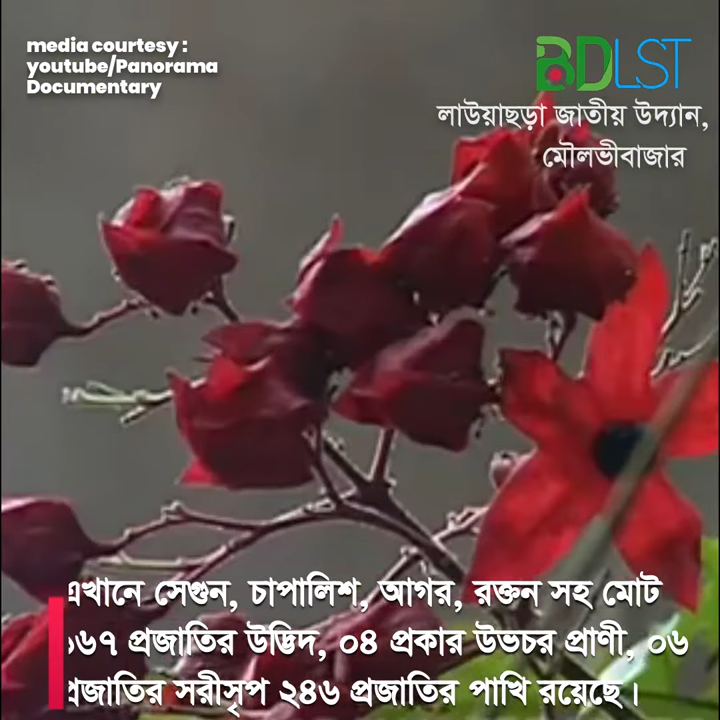 media courtesy :
youtube/Panorama
Documentary
BDLST
লাউয়াছড়া জাতীয় উদ্যান,
মৌলভীবাজার
এখানে সেগুন, চাপালিশ, আগর, রক্তন সহ মোট
১৬৭ প্রজাতির উদ্ভিদ, ০৪ প্রকার উভচর প্রাণী, ০৬
প্রজাতির সরীসৃপ ২৪৬ প্রজাতির পাখি রয়েছে।